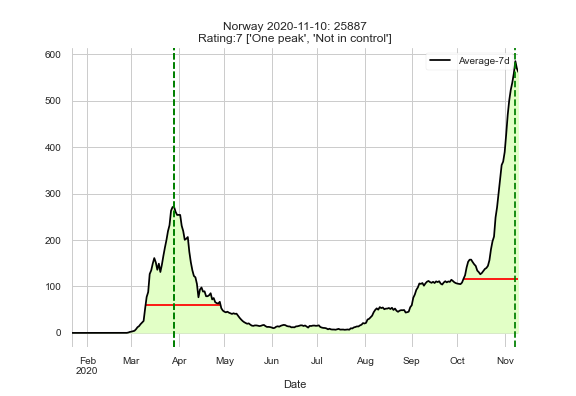 Norway 2020-11-10: 25887
Rating:7 ['One peak', 'Not in control']
Average-7d
600
500
400
300
200
100
0
Feb Mar Apr May Jun Jul Aug Sep Oct Nov
2020
Date